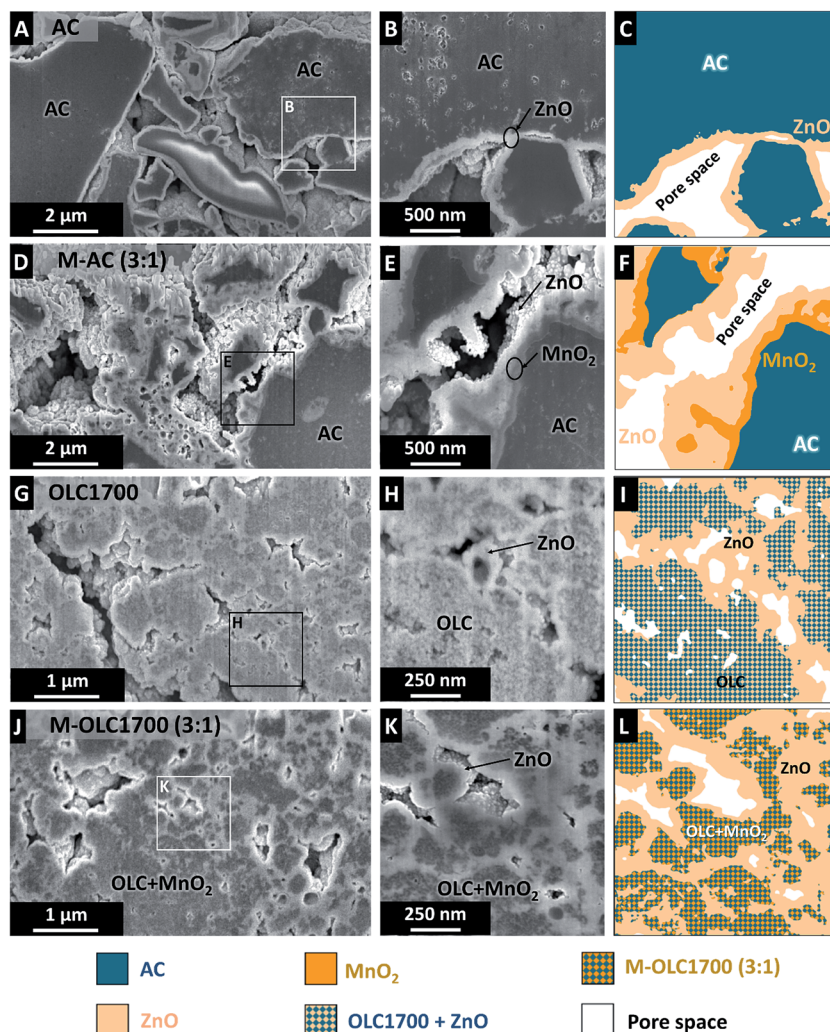 A AC
AC
AC
B
2 μm
B
AC
ZnO
500 nm
C
AC
ZnO
Pore space
D M-AC (3:1)
E
AC
2 μm
E
ZnO
MnO₂
AC
500 nm
F
Pore space
MnO₂
ZnO
AC
G OLC1700
H
1 μm
H
ZnO
OLC
250 nm
I
ZnO
OLC
J M-OLC1700 (3:1)
K
OLC+MnO₂
1 μm
K
ZnO
OLC+MnO₂
250 nm
L
ZnO
OLC+MnO₂
AC
MnO₂
M-OLC1700 (3:1)
ZnO
OLC1700 + ZnO
Pore space